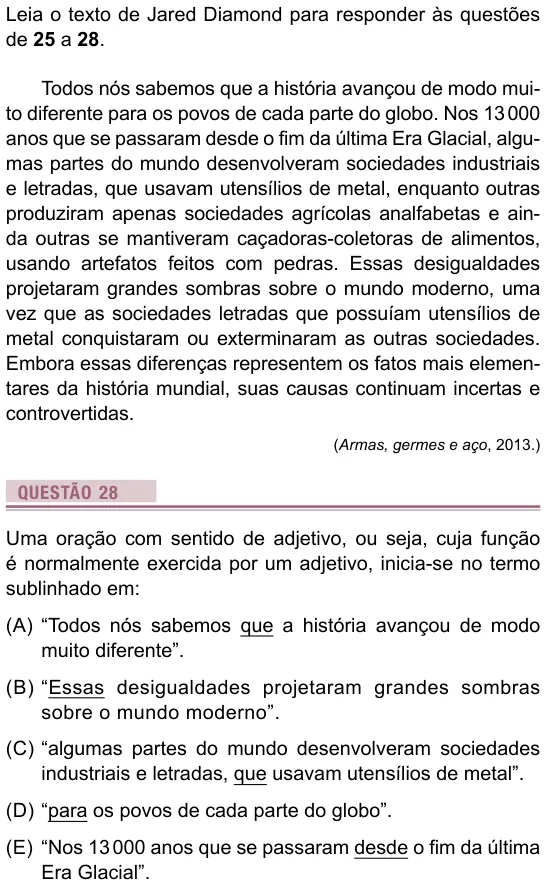 Leia o texto de Jared Diamond para responder às questões
de 25 a 28.
Todos nós sabemos que a história avançou de modo mui-
to diferente para os povos de cada parte do globo. Nos 13 000
anos que se passaram desde o fim da última Era Glacial, algu-
mas partes do mundo desenvolveram sociedades industriais
e letradas, que usavam utensílios de metal, enquanto outras
produziram apenas sociedades agrícolas analfabetas e ain-
da outras se mantiveram caçadoras-coletoras de alimentos,
usando artefatos feitos com pedras. Essas desigualdades
projetaram grandes sombras sobre o mundo moderno, uma
vez que as sociedades letradas que possuíam utensílios de
metal conquistaram ou exterminaram as outras sociedades.
Embora essas diferenças representem os fatos mais elemen-
tares da história mundial, suas causas continuam incertas e
controvertidas.
(Armas, germes e aço, 2013.)
QUESTÃO 28
Uma oração com sentido de adjetivo, ou seja, cuja função
é normalmente exercida por um adjetivo, inicia-se no termo
sublinhado em:
(A) “Todos nós sabemos que a história avançou de modo
muito diferente”.
(B) “Essas desigualdades projetaram grandes sombras
sobre o mundo moderno”.
(C) “algumas partes do mundo desenvolveram sociedades
industriais e letradas, que usavam utensílios de metal”.
(D) “para os povos de cada parte do globo”.
(E) “Nos 13 000 anos que se passaram desde o fim da última
Era Glacial”.